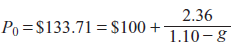 P₀ = $133.71 = $100 + 2.36 / 1.10 − g